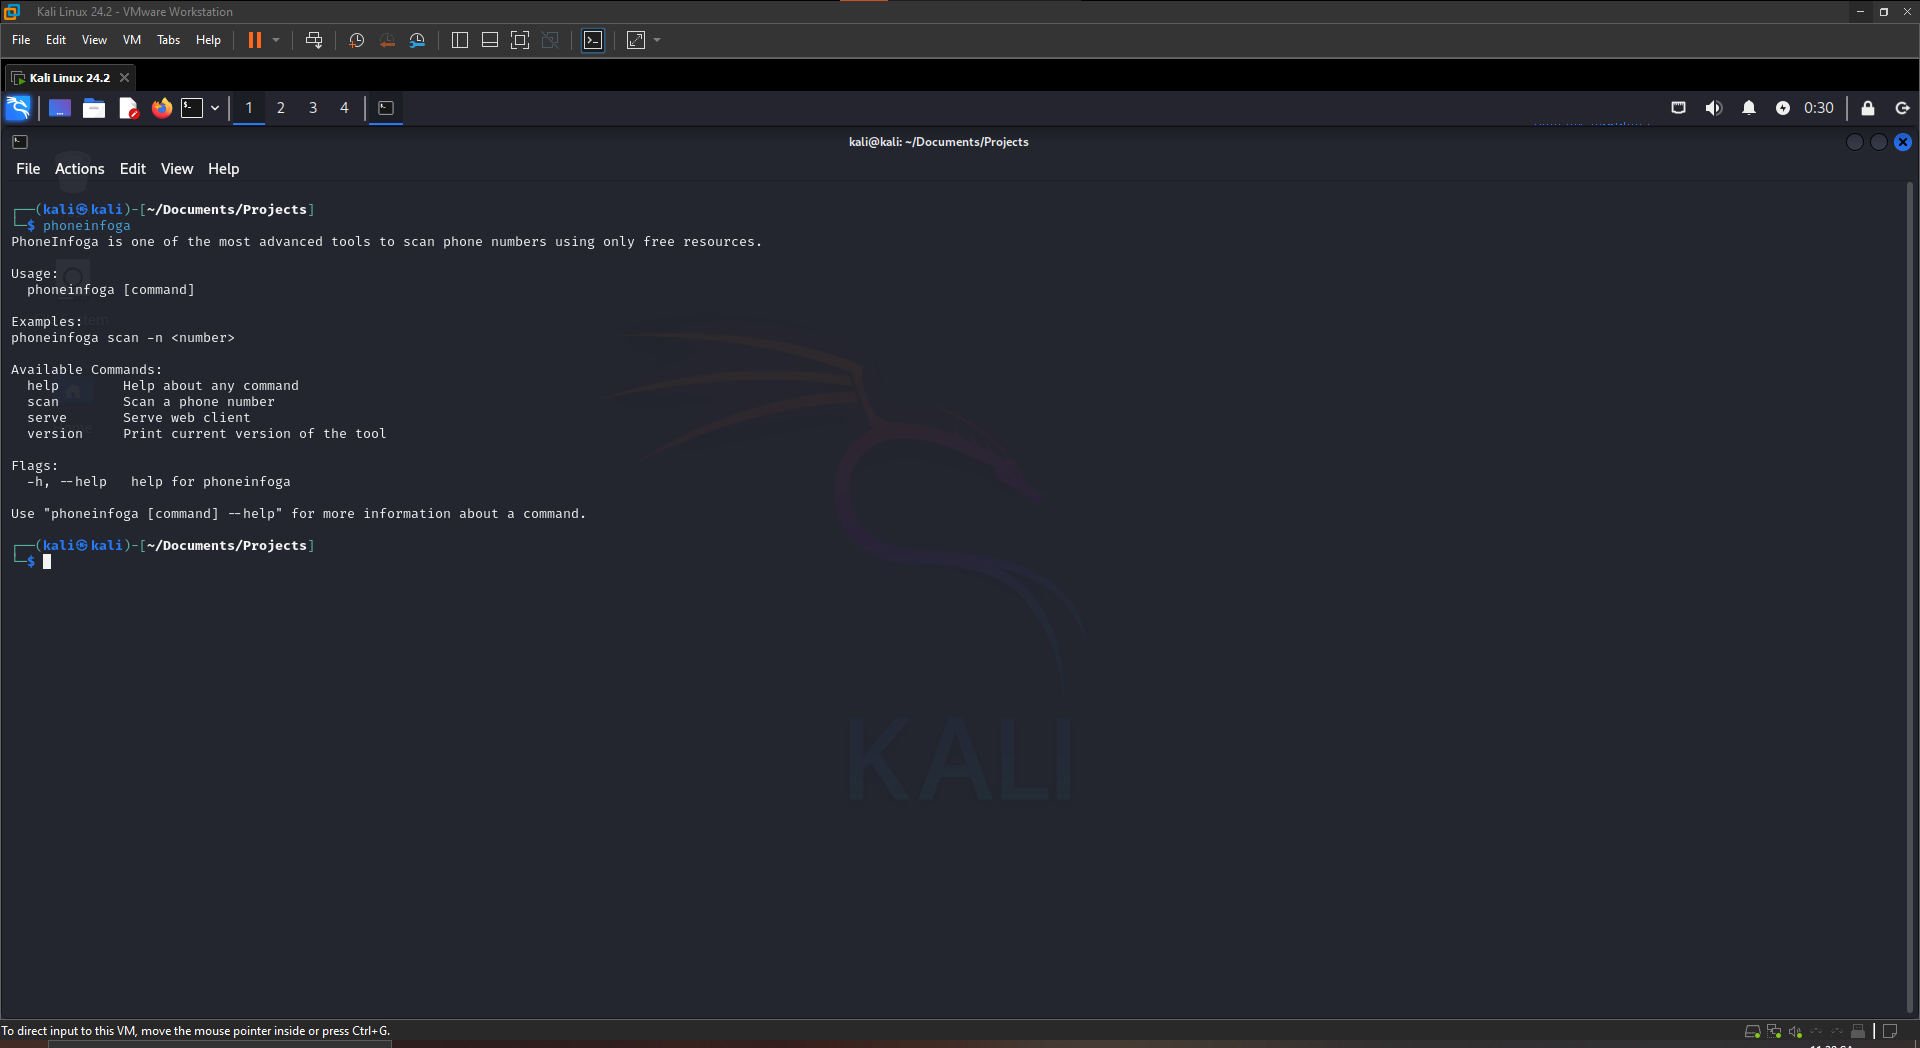 Kali Linux 24.2 - VMware Workstation
File Edit View VM Tabs Help
Kali Linux 24.2
1 2 3 4 0:30
kali@kali: ~/Documents/Projects
File Actions Edit View Help
┌──(kali㉿kali)-[~/Documents/Projects]
└─$ phoneinfoga
PhoneInfoga is one of the most advanced tools to scan phone numbers using only free resources.
Usage:
phoneinfoga [command]
Examples:
phoneinfoga scan -n <number>
Available Commands:
help Help about any command
scan Scan a phone number
serve Serve web client
version Print current version of the tool
Flags:
-h, --help help for phoneinfoga
Use "phoneinfoga [command] --help" for more information about a command.
┌──(kali㉿kali)-[~/Documents/Projects]
└─$
KALI
To direct input to this VM, move the mouse pointer inside or press Ctrl+G.